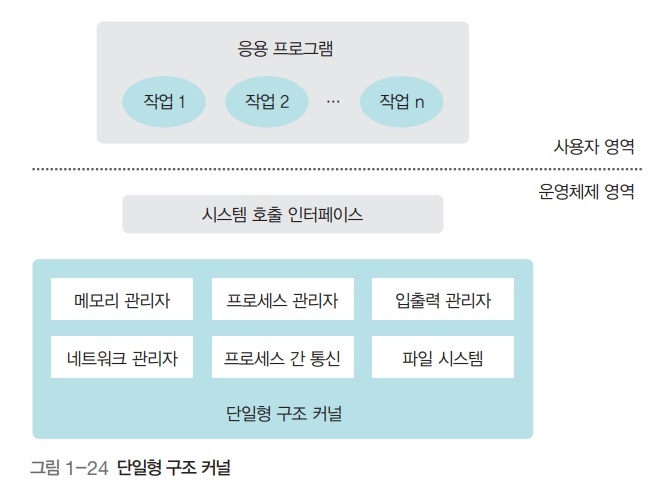 응용 프로그램
작업 1 작업 2 ··· 작업 n
사용자 영역
운영체제 영역
시스템 호출 인터페이스
메모리 관리자 프로세스 관리자 입출력 관리자
네트워크 관리자 프로세스 간 통신 파일 시스템
단일형 구조 커널
그림 1-24 단일형 구조 커널